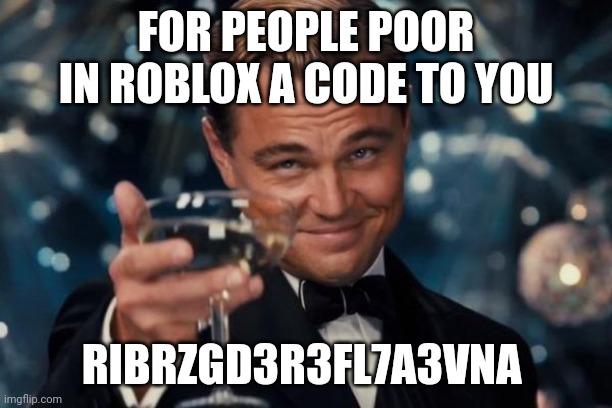 FOR PEOPLE POOR
IN ROBLOX A CODE TO YOU
RIBRZGD3R3FL7A3VNA
imgflip.com